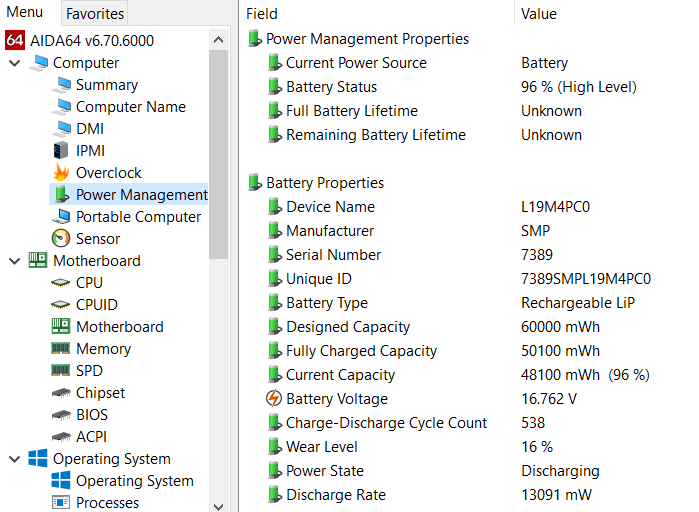 Menu
Favorites
AIDA64 v6.70.6000
Computer
Summary
Computer Name
DMI
IPMI
Overclock
Power Management
Portable Computer
Sensor
Motherboard
CPU
CPUID
Motherboard
Memory
SPD
Chipset
BIOS
ACPI
Operating System
Operating System
Processes
Field Value
Power Management Properties
Current Power Source Battery
Battery Status 96 % (High Level)
Full Battery Lifetime Unknown
Remaining Battery Lifetime Unknown
Battery Properties
Device Name L19M4PC0
Manufacturer SMP
Serial Number 7389
Unique ID 7389SMPL19M4PC0
Battery Type Rechargeable LiP
Designed Capacity 60000 mWh
Fully Charged Capacity 50100 mWh
Current Capacity 48100 mWh (96 %)
Battery Voltage 16.762 V
Charge-Discharge Cycle Count 538
Wear Level 16 %
Power State Discharging
Discharge Rate 13091 mW